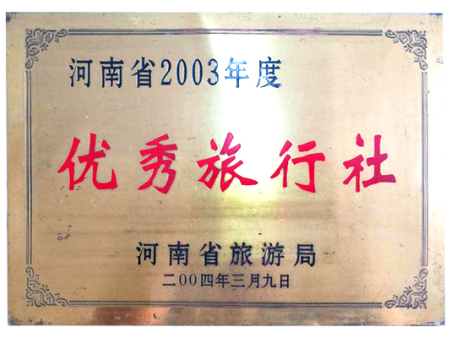 河南省2003年度
优秀旅行社
河南省旅游局
二00四年三月九日